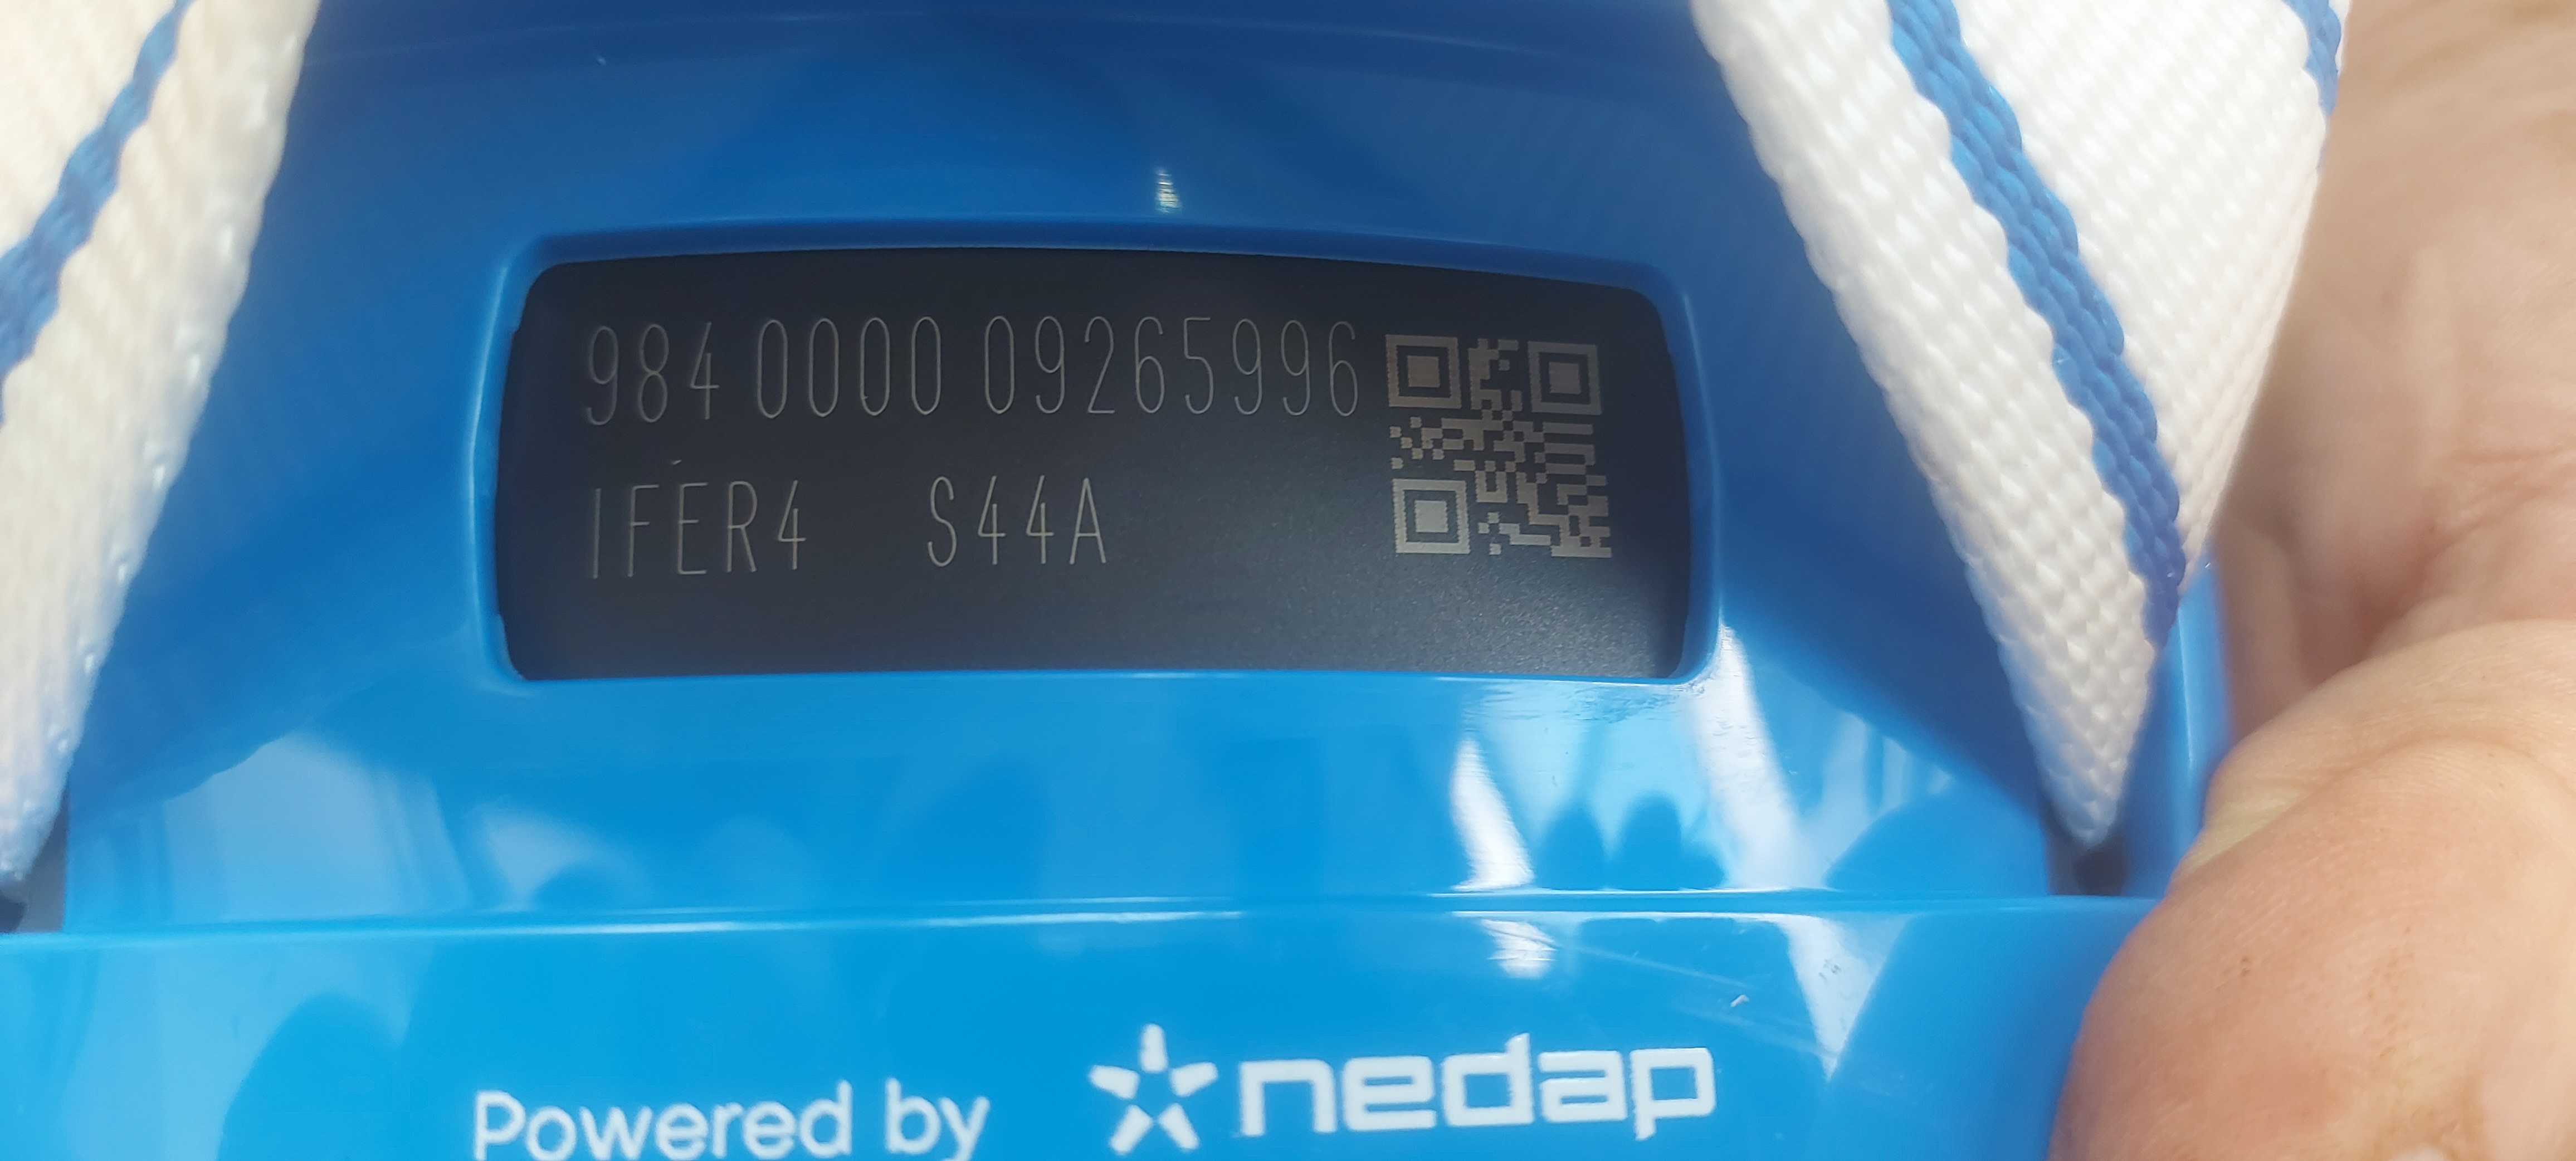 984 0000 09265996
IFER4 S44A
Powered by nedap